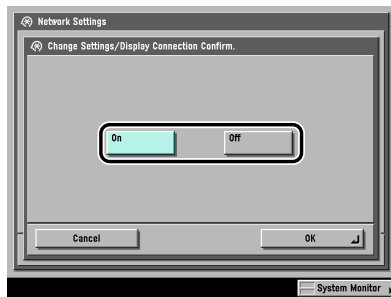 Network Settings
Change Settings/Display Connection Confirm.
On Off
Cancel OK
System Monitor